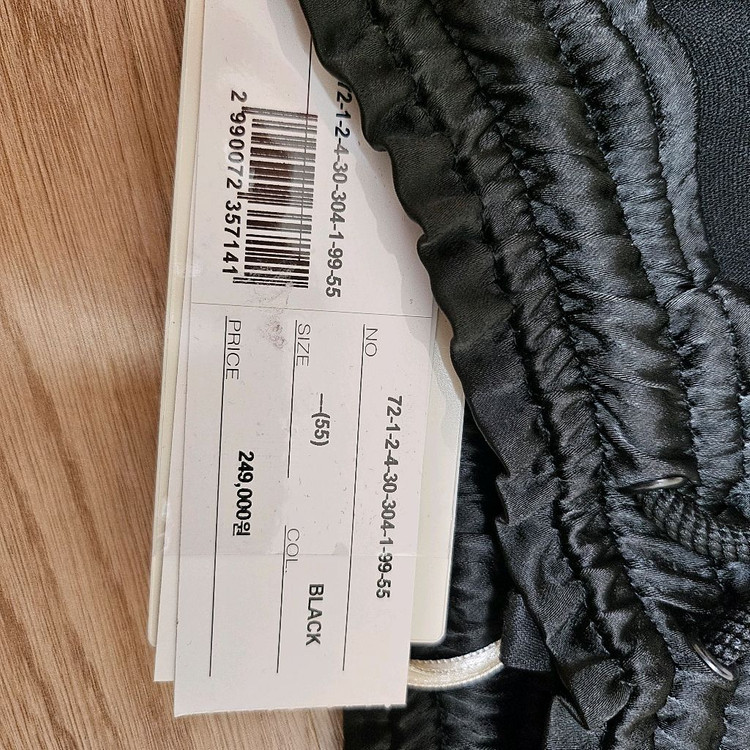 72-1-2-4-30-304-1-99-55
2 990072 357141
NO 72-1-2-4-30-304-1-99-55
SIZE —(55) COL. BLACK
PRICE 249,000원